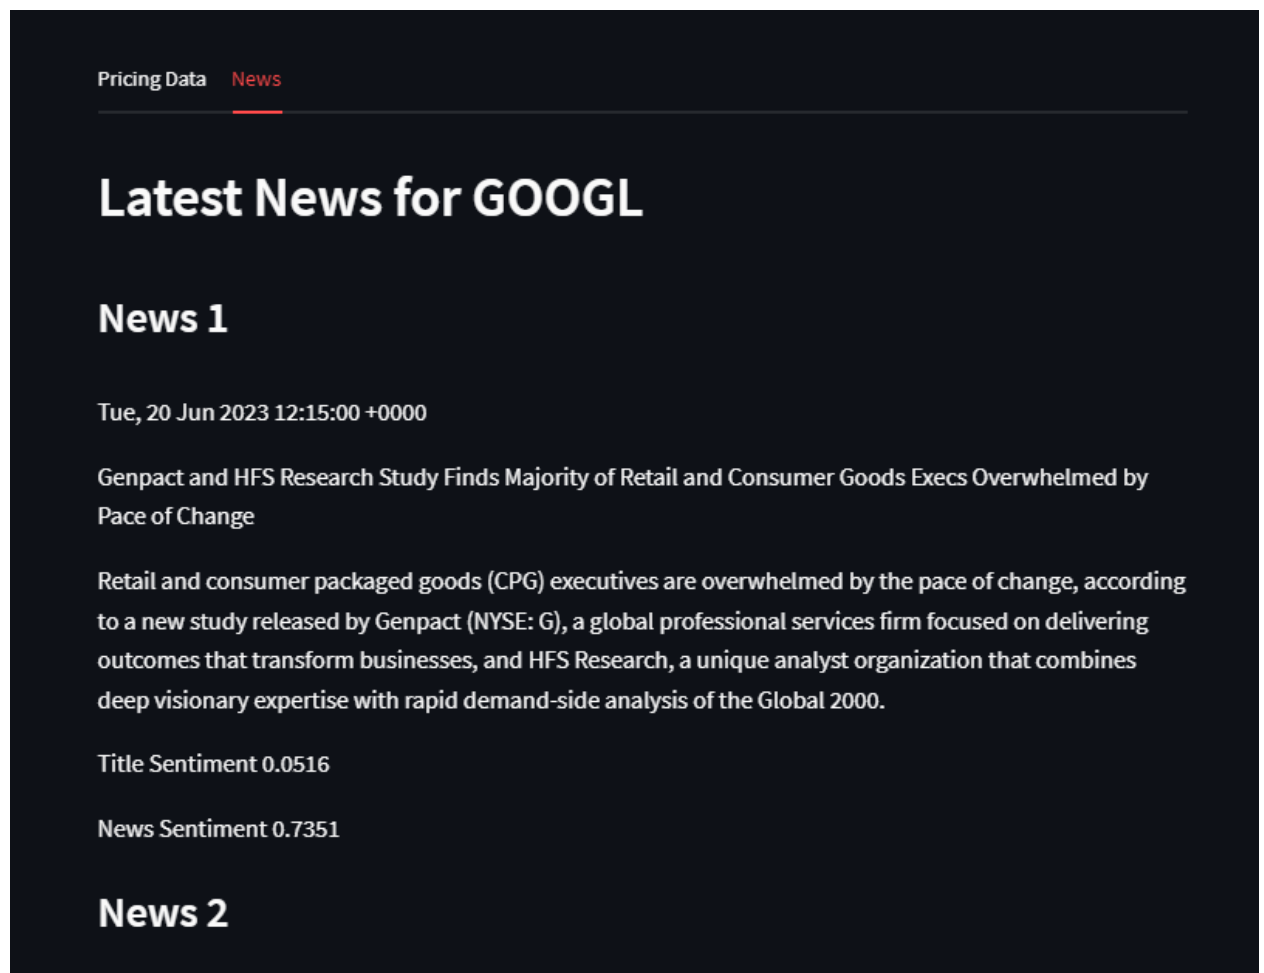 Pricing Data News
Latest News for GOOGL
News 1
Tue, 20 Jun 2023 12:15:00 +0000
Genpact and HFS Research Study Finds Majority of Retail and Consumer Goods Execs Overwhelmed by
Pace of Change
Retail and consumer packaged goods (CPG) executives are overwhelmed by the pace of change, according
to a new study released by Genpact (NYSE: G), a global professional services firm focused on delivering
outcomes that transform businesses, and HFS Research, a unique analyst organization that combines
deep visionary expertise with rapid demand-side analysis of the Global 2000.
Title Sentiment 0.0516
News Sentiment 0.7351
News 2